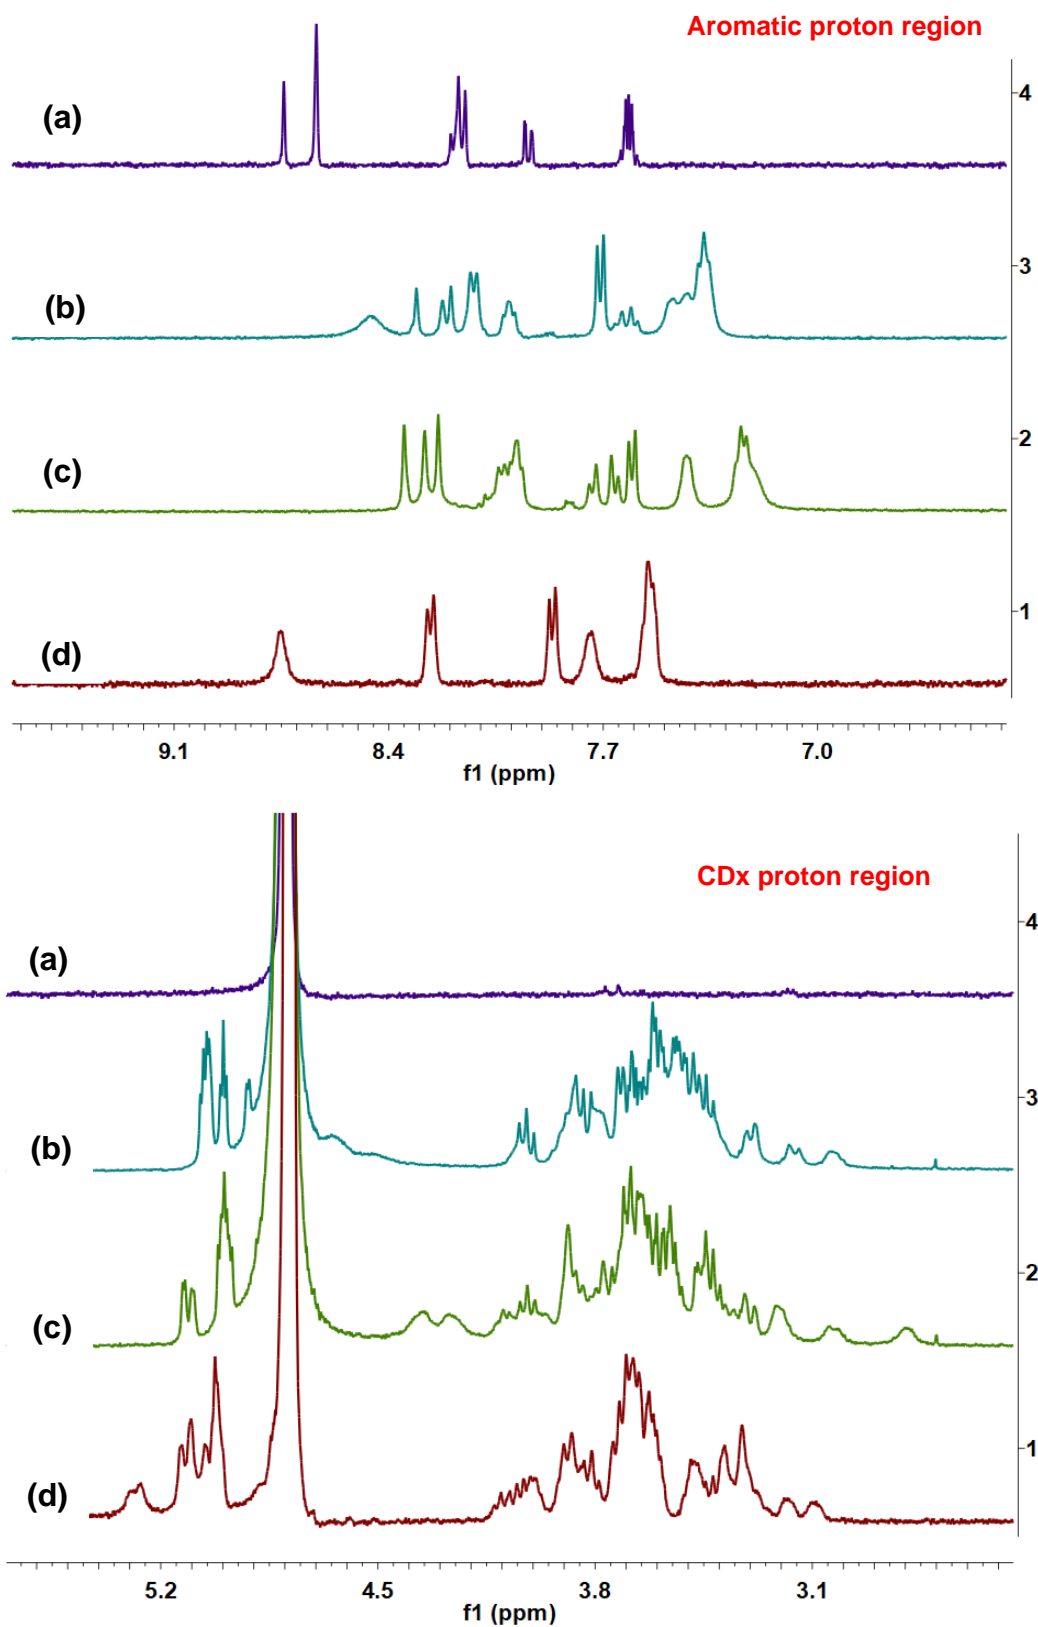 Aromatic proton region
(a)
4
(b)
3
(c)
2
(d)
1
9.1 8.4 7.7 7.0
f1 (ppm)
CDx proton region
(a)
4
(b)
3
(c)
2
(d)
1
5.2 4.5 3.8 3.1
f1 (ppm)